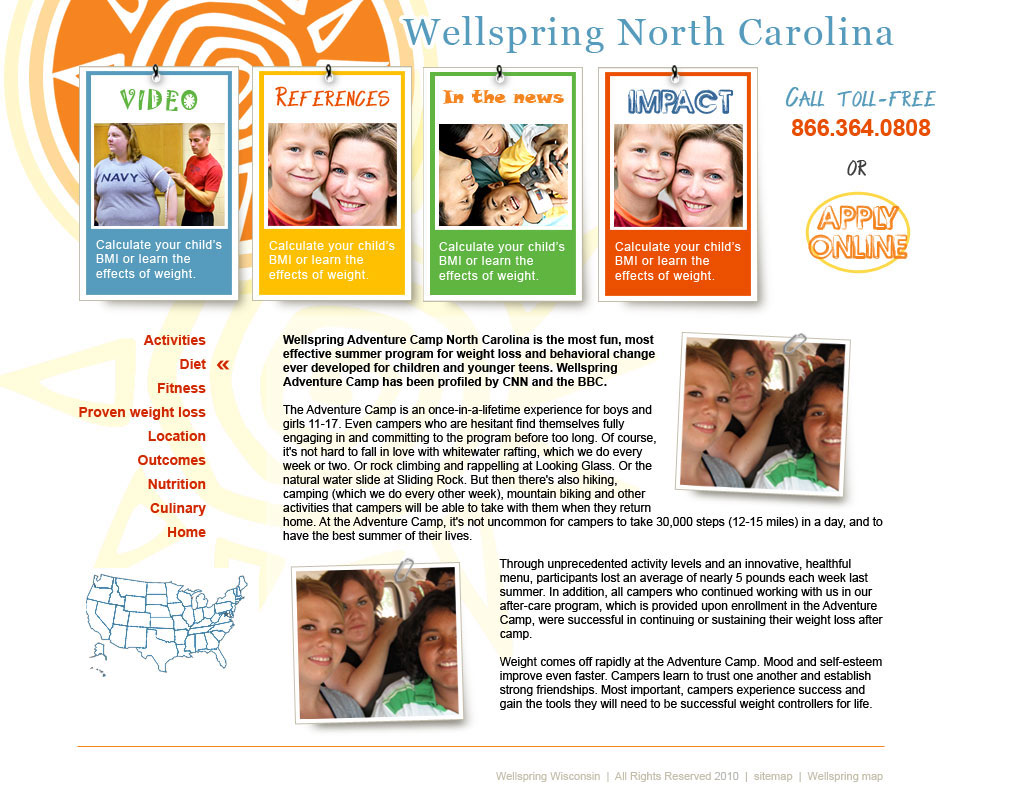 Wellspring North Carolina
VIDEO
NAVY
Calculate your child's
BMI or learn the
effects of weight.
References
Calculate your child's
BMI or learn the
effects of weight.
In the news
Calculate your child's
BMI or learn the
effects of weight.
IMPACT
Calculate your child's
BMI or learn the
effects of weight.
Call toll-free
866.364.0808
OR
APPLY
ONLINE
Activities
Diet «
Fitness
Proven weight loss
Location
Outcomes
Nutrition
Culinary
Home
Wellspring Adventure Camp North Carolina is the most fun, most
effective summer program for weight loss and behavioral change
ever developed for children and younger teens. Wellspring
Adventure Camp has been profiled by CNN and the BBC.
The Adventure Camp is an once-in-a-lifetime experience for boys and
girls 11-17. Even campers who are hesitant find themselves fully
engaging in and committing to the program before too long. Of course,
it's not hard to fall in love with whitewater rafting, which we do every
week or two. Or rock climbing and rappelling at Looking Glass. Or the
natural water slide at Sliding Rock. But then there's also hiking,
camping (which we do every other week), mountain biking and other
activities that campers will be able to take with them when they return
home. At the Adventure Camp, it's not uncommon for campers to take 30,000 steps (12-15 miles) in a day, and to
have the best summer of their lives.
Through unprecedented activity levels and an innovative, healthful
menu, participants lost an average of nearly 5 pounds each week last
summer. In addition, all campers who continued working with us in our
after-care program, which is provided upon enrollment in the Adventure
Camp, were successful in continuing or sustaining their weight loss after
camp.
Weight comes off rapidly at the Adventure Camp. Mood and self-esteem
improve even faster. Campers learn to trust one another and establish
strong friendships. Most important, campers experience success and
gain the tools they will need to be successful weight controllers for life.
Wellspring Wisconsin | All Rights Reserved 2010 | sitemap | Wellspring map